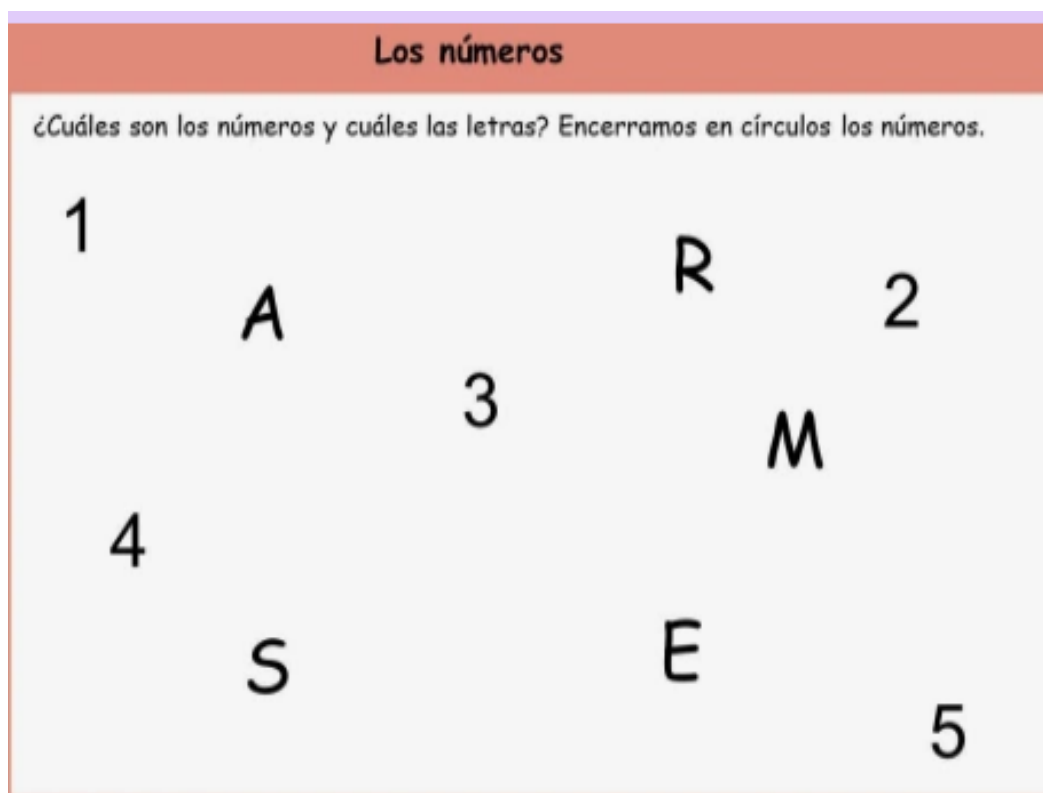 Los números
¿Cuáles son los números y cuáles las letras? Encerramos en círculos los números.
1
R
2
A
3
M
4
S
E
5